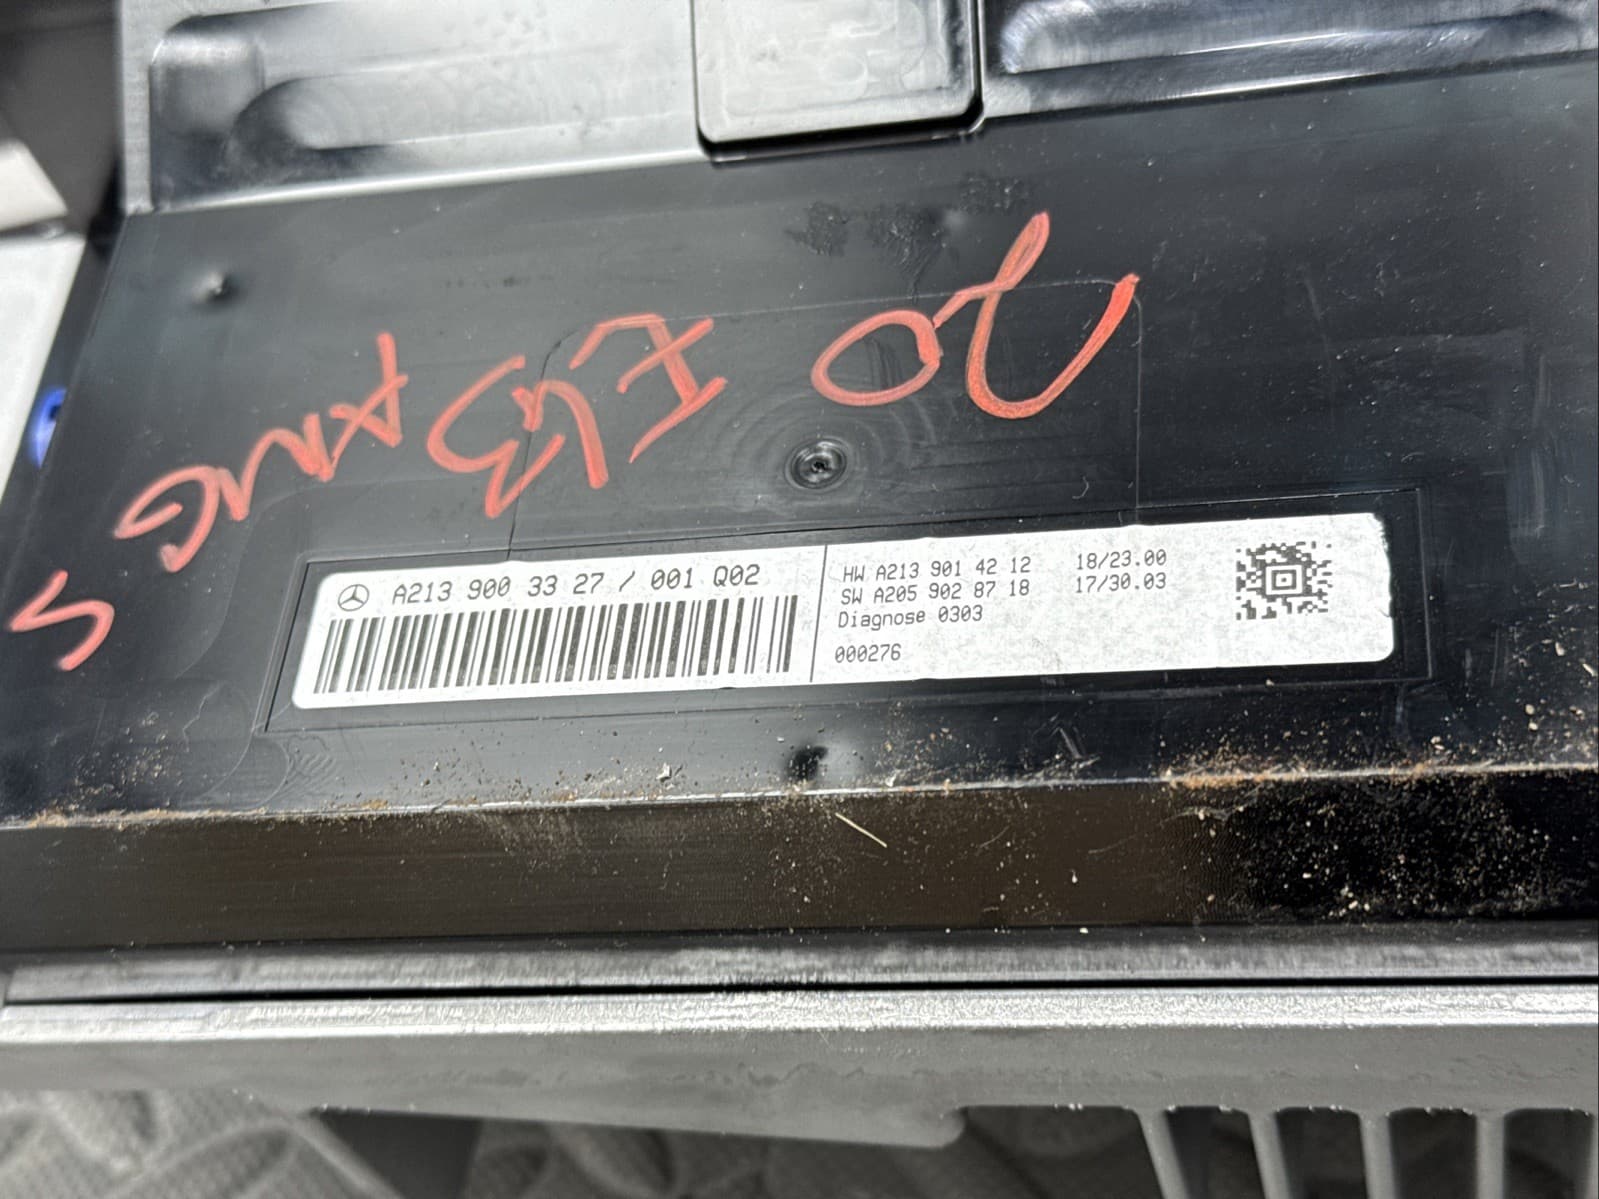 20 E63 AMG S
A213 900 33 27 / 001 Q02
HW A213 901 42 12 18/23.00
SW A205 902 87 18 17/30.03
Diagnose 0303
000276